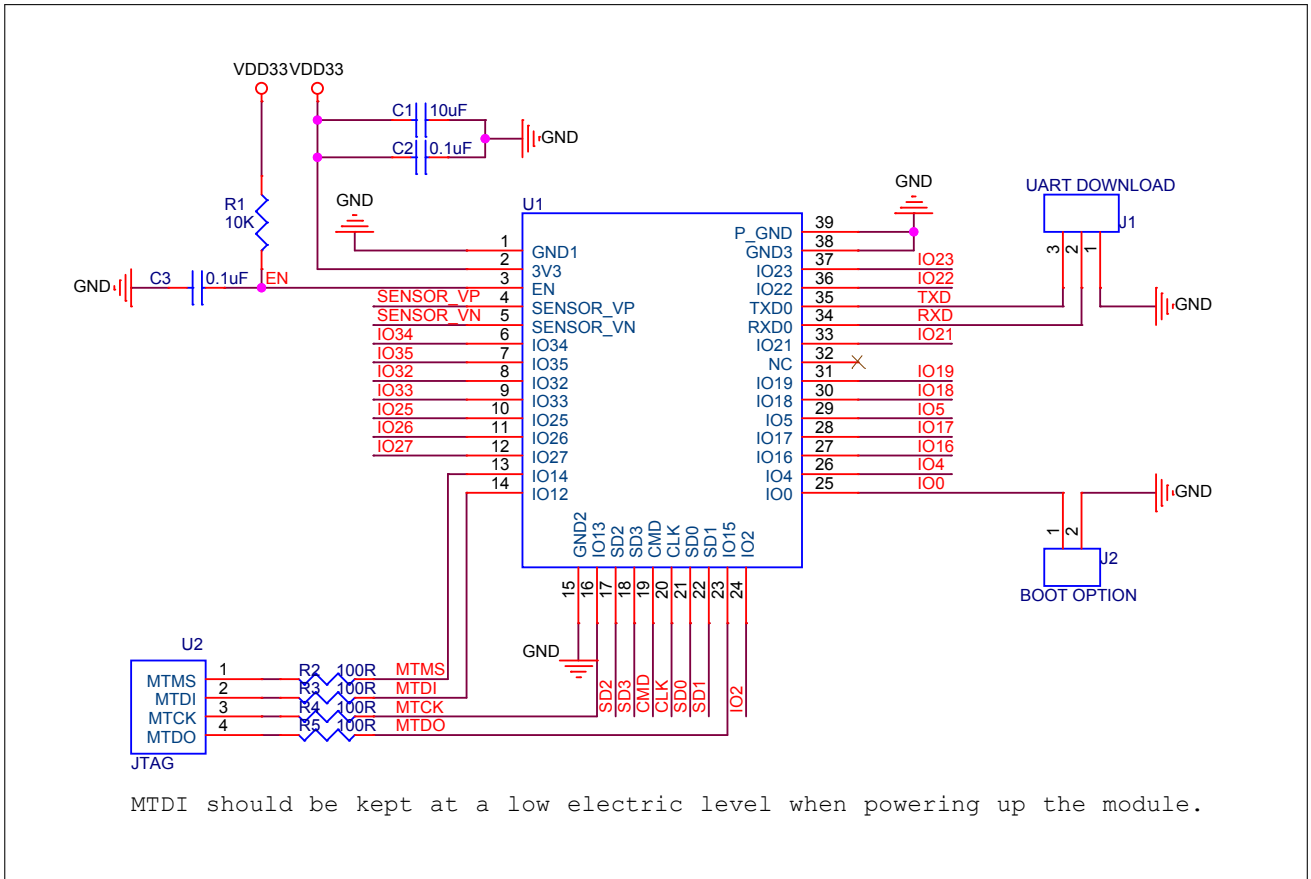 VDD33 VDD33
C1 10uF
C2 0.1uF
GND
GND
R1
10K
GND
C3 0.1uF EN
U1
1 GND1
2 3V3
3 EN
SENSOR_VP 4 SENSOR_VP
SENSOR_VN 5 SENSOR_VN
IO34 6 IO34
IO35 7 IO35
IO32 8 IO32
IO33 9 IO33
IO25 10 IO25
IO26 11 IO26
IO27 12 IO27
13 IO14
14 IO12
GND
P_GND 39
GND3 38
IO23 37 IO23
IO22 36 IO22
TXD0 35 TXD
RXD0 34 RXD
IO21 33 IO21
NC 32
IO19 31 IO19
IO18 30 IO18
IO5 29 IO5
IO17 28 IO17
IO16 27 IO16
IO4 26 IO4
IO0 25 IO0
UART DOWNLOAD
J1
3 2 1
GND
GND
1 2
J2
BOOT OPTION
GND2 IO13 SD2 SD3 CMD CLK SD0 SD1 IO15 IO2
15 16 17 18 19 20 21 22 23 24
GND
SD2 SD3 CMD CLK SD0 SD1 IO2
U2
MTMS 1 R2 100R MTMS
MTDI 2 R3 100R MTDI
MTCK 3 R4 100R MTCK
MTDO 4 R5 100R MTDO
JTAG
MTDI should be kept at a low electric level when powering up the module.